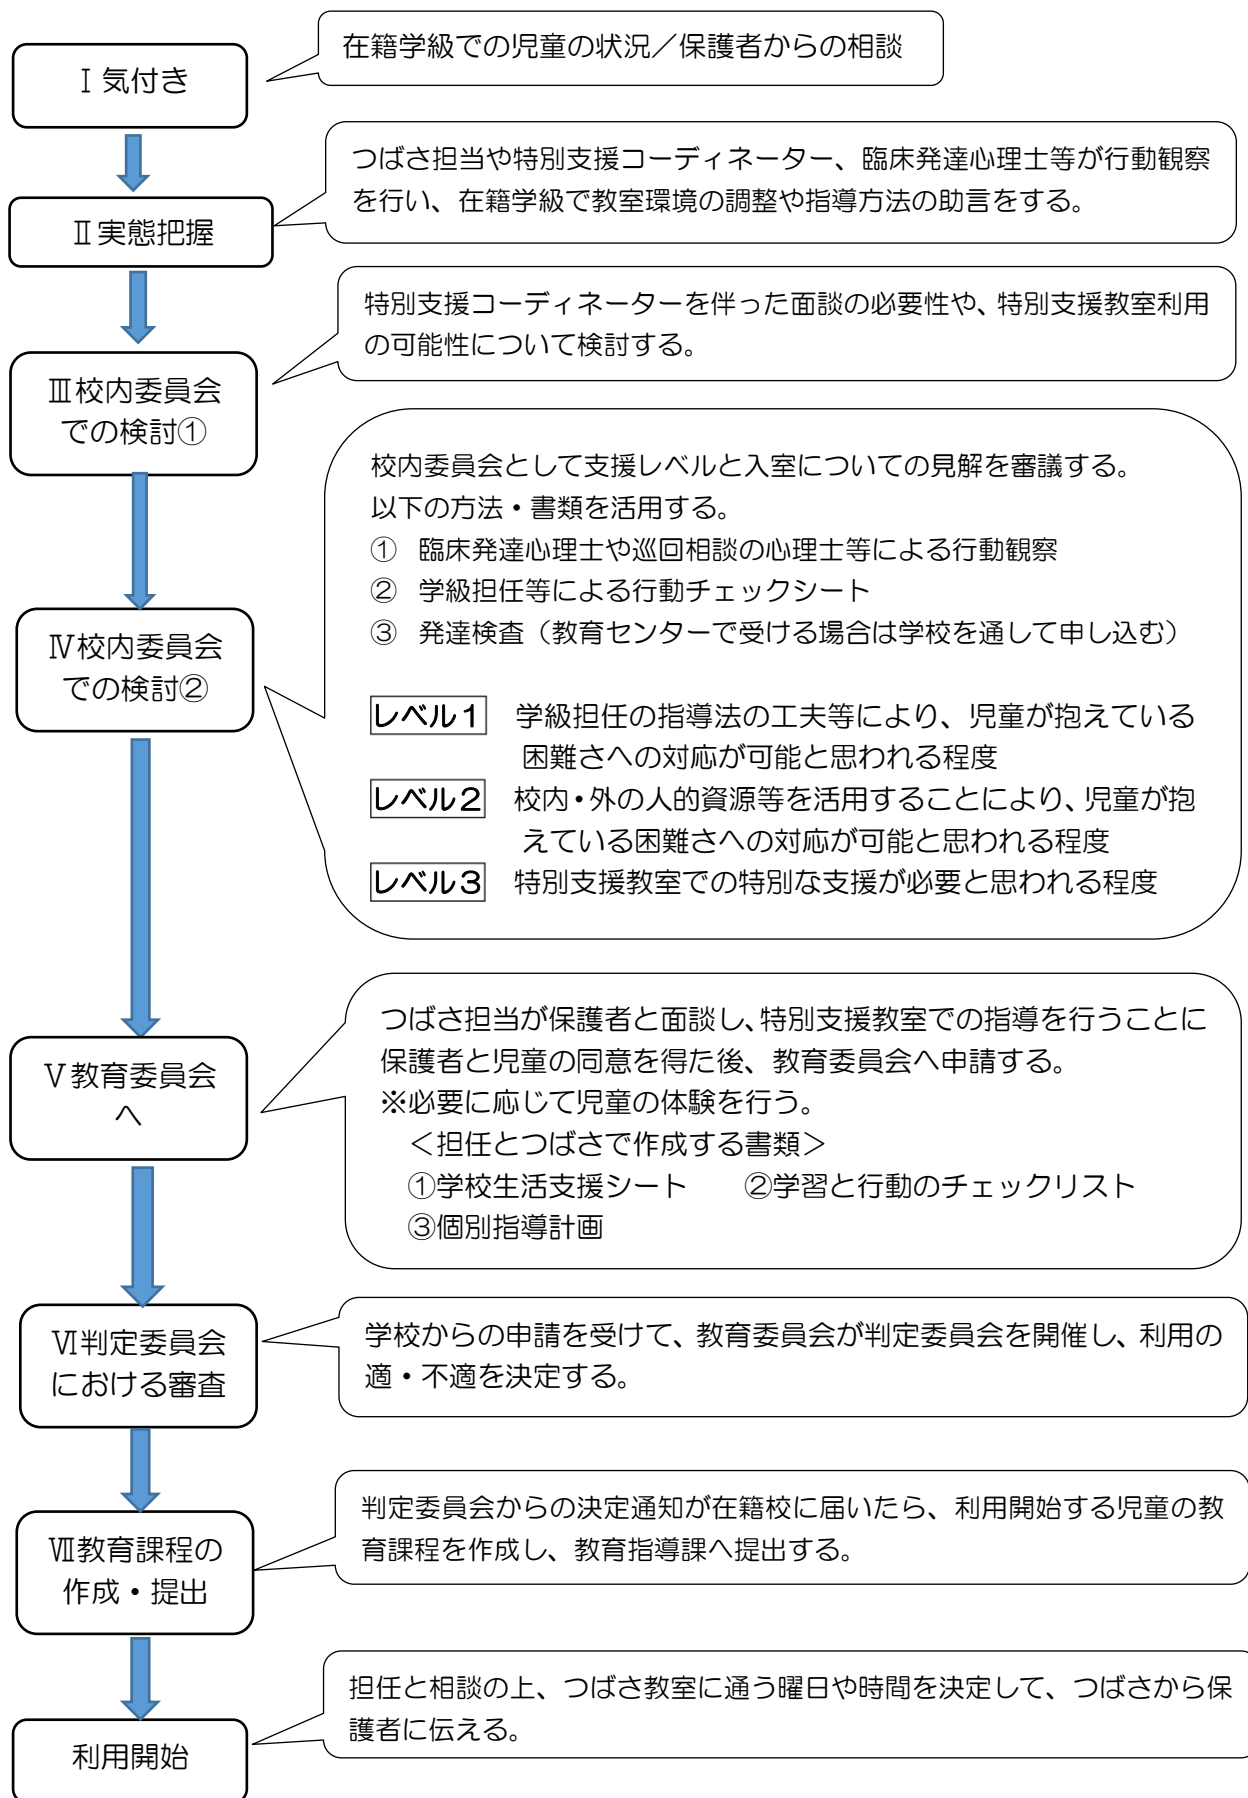 在籍学級での児童の状況／保護者からの相談
Ⅰ 気付き
つばさ担当や特別支援コーディネーター、臨床発達心理士等が行動観察
を行い、在籍学級で教室環境の調整や指導方法の助言をする。
Ⅱ実態把握
特別支援コーディネーターを伴った面談の必要性や、特別支援教室利用
の可能性について検討する。
Ⅲ校内委員会
での検討①
校内委員会として支援レベルと入室についての見解を審議する。
以下の方法・書類を活用する。
① 臨床発達心理士や巡回相談の心理士等による行動観察
② 学級担任等による行動チェックシート
③ 発達検査（教育センターで受ける場合は学校を通して申し込む）
Ⅳ校内委員会
での検討②
レベル１ 学級担任の指導法の工夫等により、児童が抱えている
困難さへの対応が可能と思われる程度
レベル２ 校内・外の人的資源等を活用することにより、児童が抱
えている困難さへの対応が可能と思われる程度
レベル３ 特別支援教室での特別な支援が必要と思われる程度
つばさ担当が保護者と面談し、特別支援教室での指導を行うことに
保護者と児童の同意を得た後、教育委員会へ申請する。
※必要に応じて児童の体験を行う。
＜担任とつばさで作成する書類＞
①学校生活支援シート ②学習と行動のチェックリスト
③個別指導計画
Ⅴ教育委員会
へ
Ⅵ判定委員会
における審査
学校からの申請を受けて、教育委員会が判定委員会を開催し、利用の
適・不適を決定する。
判定委員会からの決定通知が在籍校に届いたら、利用開始する児童の教
育課程を作成し、教育指導課へ提出する。
Ⅶ教育課程の
作成・提出
担任と相談の上、つばさ教室に通う曜日や時間を決定して、つばさから保
護者に伝える。
利用開始